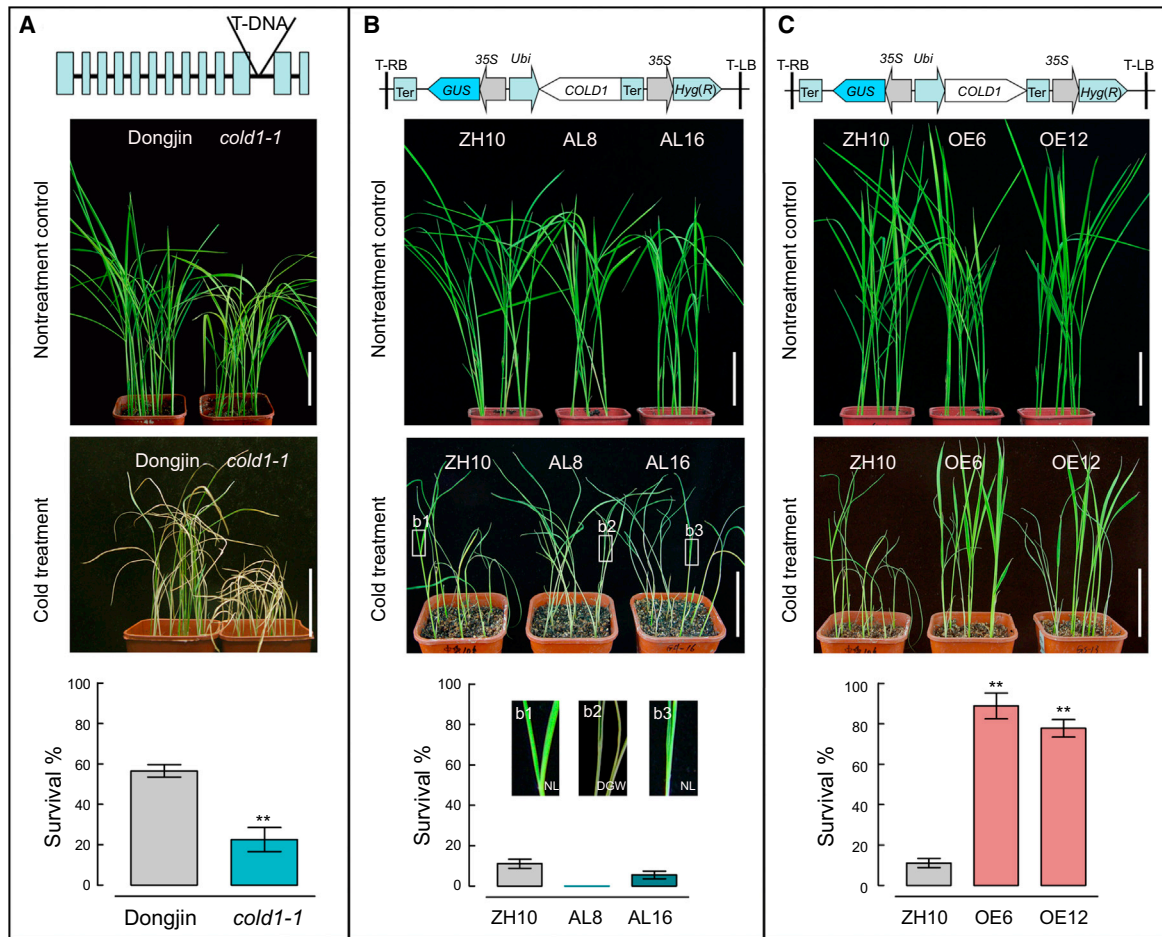 A
T-DNA
Dongjin cold1-1
Nontreatment control
Dongjin cold1-1
Cold treatment
100
80
60
40
20
0
Survival %
**
Dongjin cold1-1
B
T-RB 35S Ubi 35S T-LB
Ter GUS COLD1 Ter Hyg(R)
ZH10 AL8 AL16
Nontreatment control
ZH10 AL8 AL16
b1 b2 b3
Cold treatment
100
80
60
40
20
0
Survival %
b1 b2 b3
NL DGW NL
ZH10 AL8 AL16
C
T-RB 35S Ubi 35S T-LB
Ter GUS COLD1 Ter Hyg(R)
ZH10 OE6 OE12
Nontreatment control
ZH10 OE6 OE12
Cold treatment
100
80
60
40
20
0
Survival %
**
**
ZH10 OE6 OE12